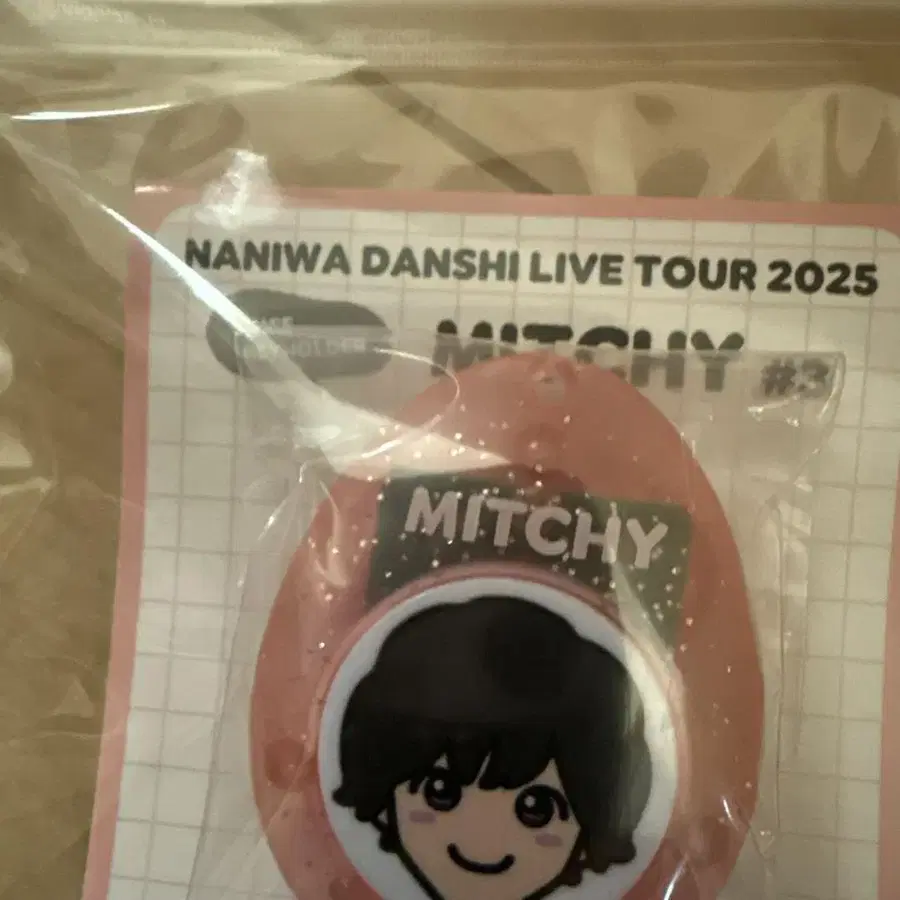 NANIWA DANSHI LIVE TOUR 2025
MITCHY #3
MITCHY